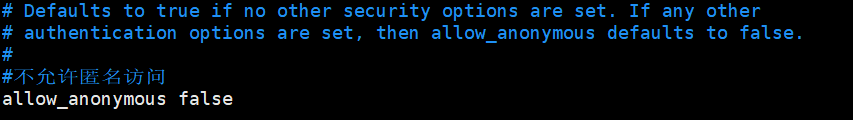 # Defaults to true if no other security options are set. If any other
# authentication options are set, then allow_anonymous defaults to false.
#
#不允许匿名访问
allow_anonymous false